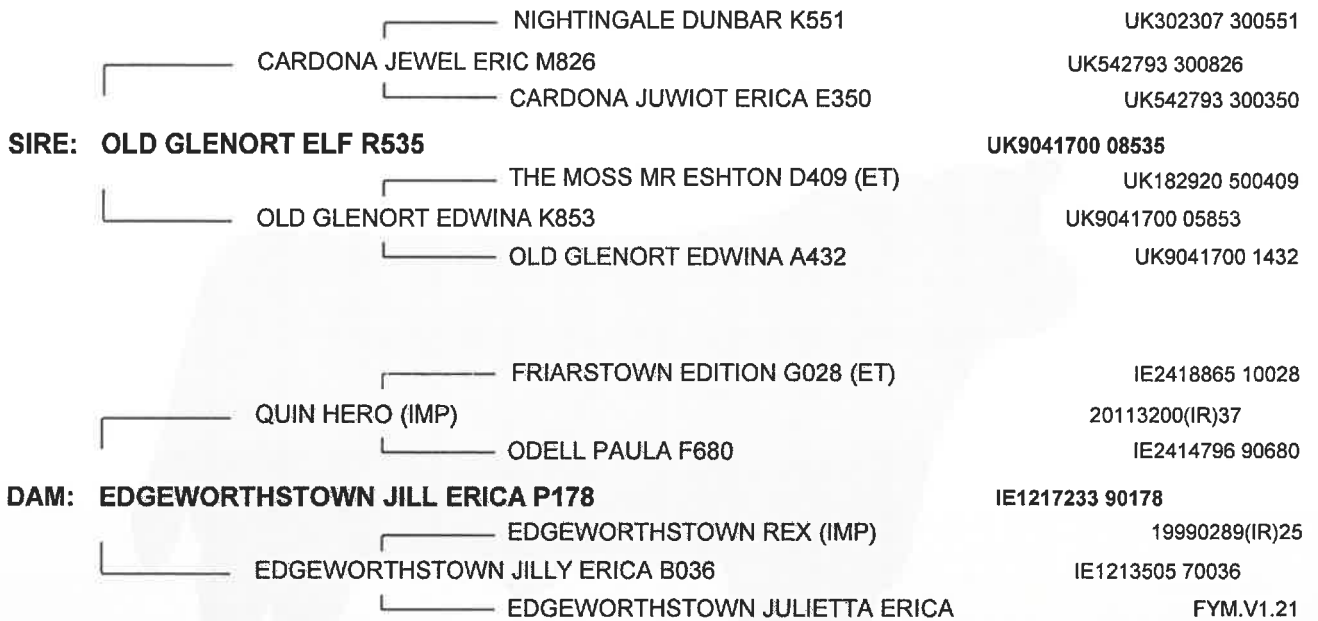 NIGHTINGALE DUNBAR K551 UK302307 300551
CARDONA JEWEL ERIC M826 UK542793 300826
CARDONA JUWIOT ERICA E350 UK542793 300350
SIRE: OLD GLENORT ELF R535 UK9041700 08535
THE MOSS MR ESHTON D409 (ET) UK182920 500409
OLD GLENORT EDWINA K853 UK9041700 05853
OLD GLENORT EDWINA A432 UK9041700 1432
FRIARSTOWN EDITION G028 (ET) IE2418865 10028
QUIN HERO (IMP) 20113200(IR)37
ODELL PAULA F680 IE2414796 90680
DAM: EDGEWORTHSTOWN JILL ERICA P178 IE1217233 90178
EDGEWORTHSTOWN REX (IMP) 19990289(IR)25
EDGEWORTHSTOWN JILLY ERICA B036 IE1213505 70036
EDGEWORTHSTOWN JULIETTA ERICA FYM.V1.21